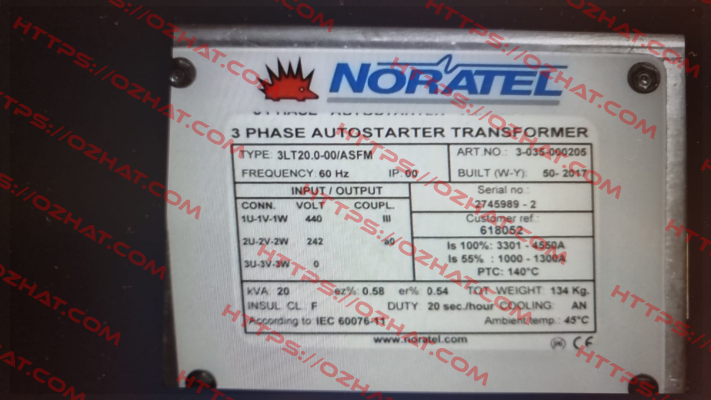 NORATEL
3 PHASE AUTOSTARTER
3 PHASE AUTOSTARTER TRANSFORMER
TYPE: 3LT20.0-00/ASFM ART.NO.: 3-035-000205
FREQUENCY: 60 Hz IP: 00 BUILT (W-Y): 50- 2017
INPUT / OUTPUT Serial no :
CONN. VOLT COUPL. 2745989 - 2
1U-1V-1W 440 III Customer ref.:
618052
2U-2V-2W 242 Is 100%: 3301 - 4550A
Is 55% : 1000 - 1300A
3U-3V-3W 0 PTC: 140°C
kVA: 20 ez%: 0.58 er%: 0.54 TOT. WEIGHT: 134 Kg.
INSUL. CL.: F DUTY: 20 sec./hour COOLING: AN
According to: IEC 60076-11 Ambient temp.: 45°C
www.noratel.com
CE
HTTPS://OZHAT.COM